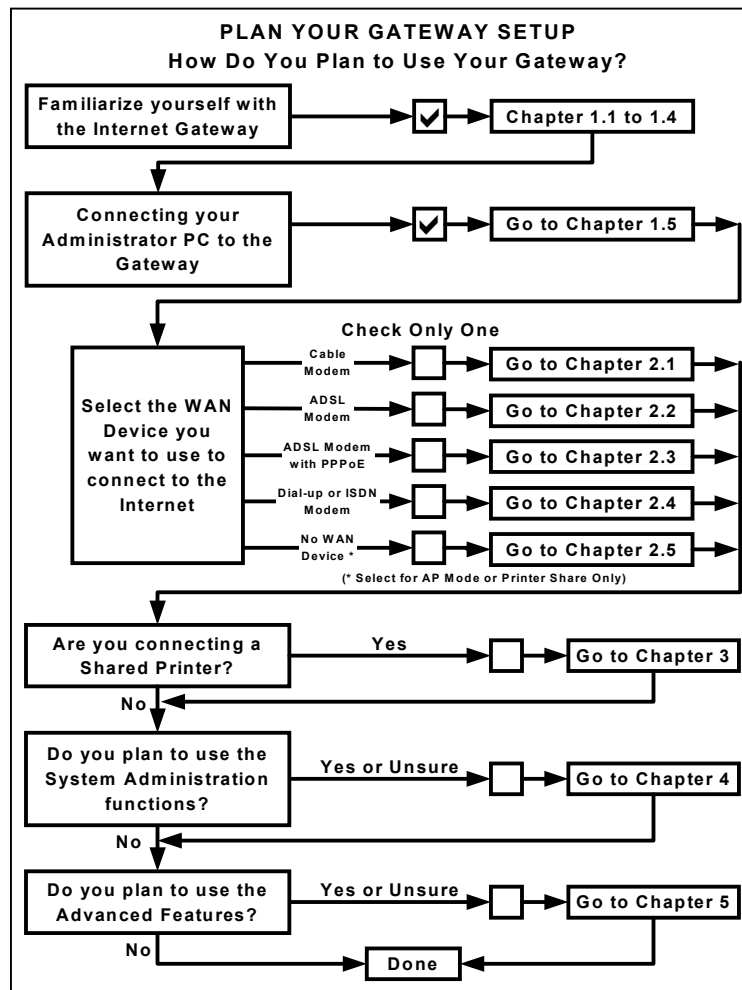 PLAN YOUR GATEWAY SETUP
How Do You Plan to Use Your Gateway?
Familiarize yourself with
the Internet Gateway
Chapter 1.1 to 1.4
Connecting your
Administrator PC to the
Gateway
Go to Chapter 1.5
Check Only One
Select the WAN
Device you
want to use to
connect to the
Internet
Cable
Modem
Go to Chapter 2.1
ADSL
Modem
Go to Chapter 2.2
ADSL Modem
with PPPoE
Go to Chapter 2.3
Dial-up or ISDN
Modem
Go to Chapter 2.4
No WAN
Device *
Go to Chapter 2.5
(* Select for AP Mode or Printer Share Only)
Are you connecting a
Shared Printer?
Yes
Go to Chapter 3
No
Do you plan to use the
System Administration
functions?
Yes or Unsure
Go to Chapter 4
No
Do you plan to use the
Advanced Features?
Yes or Unsure
Go to Chapter 5
No
Done